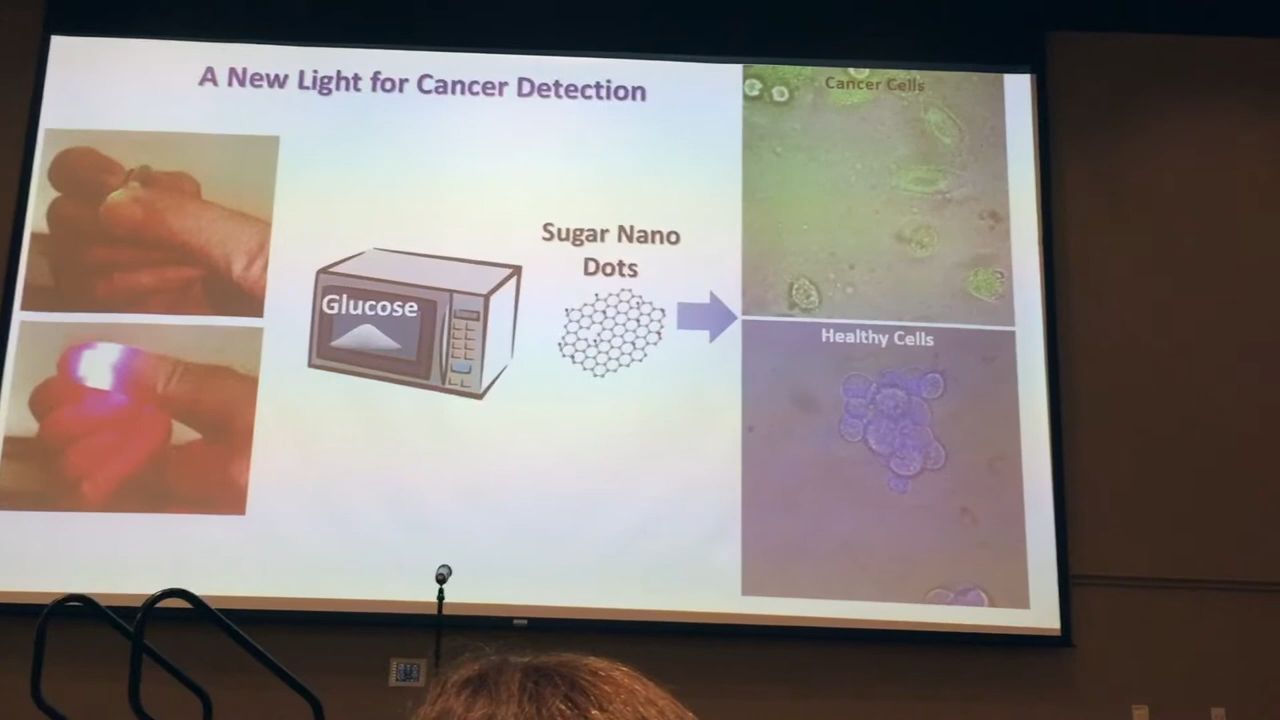 A New Light for Cancer Detection
Glucose
Sugar Nano
Dots
Cancer Cells
Healthy Cells